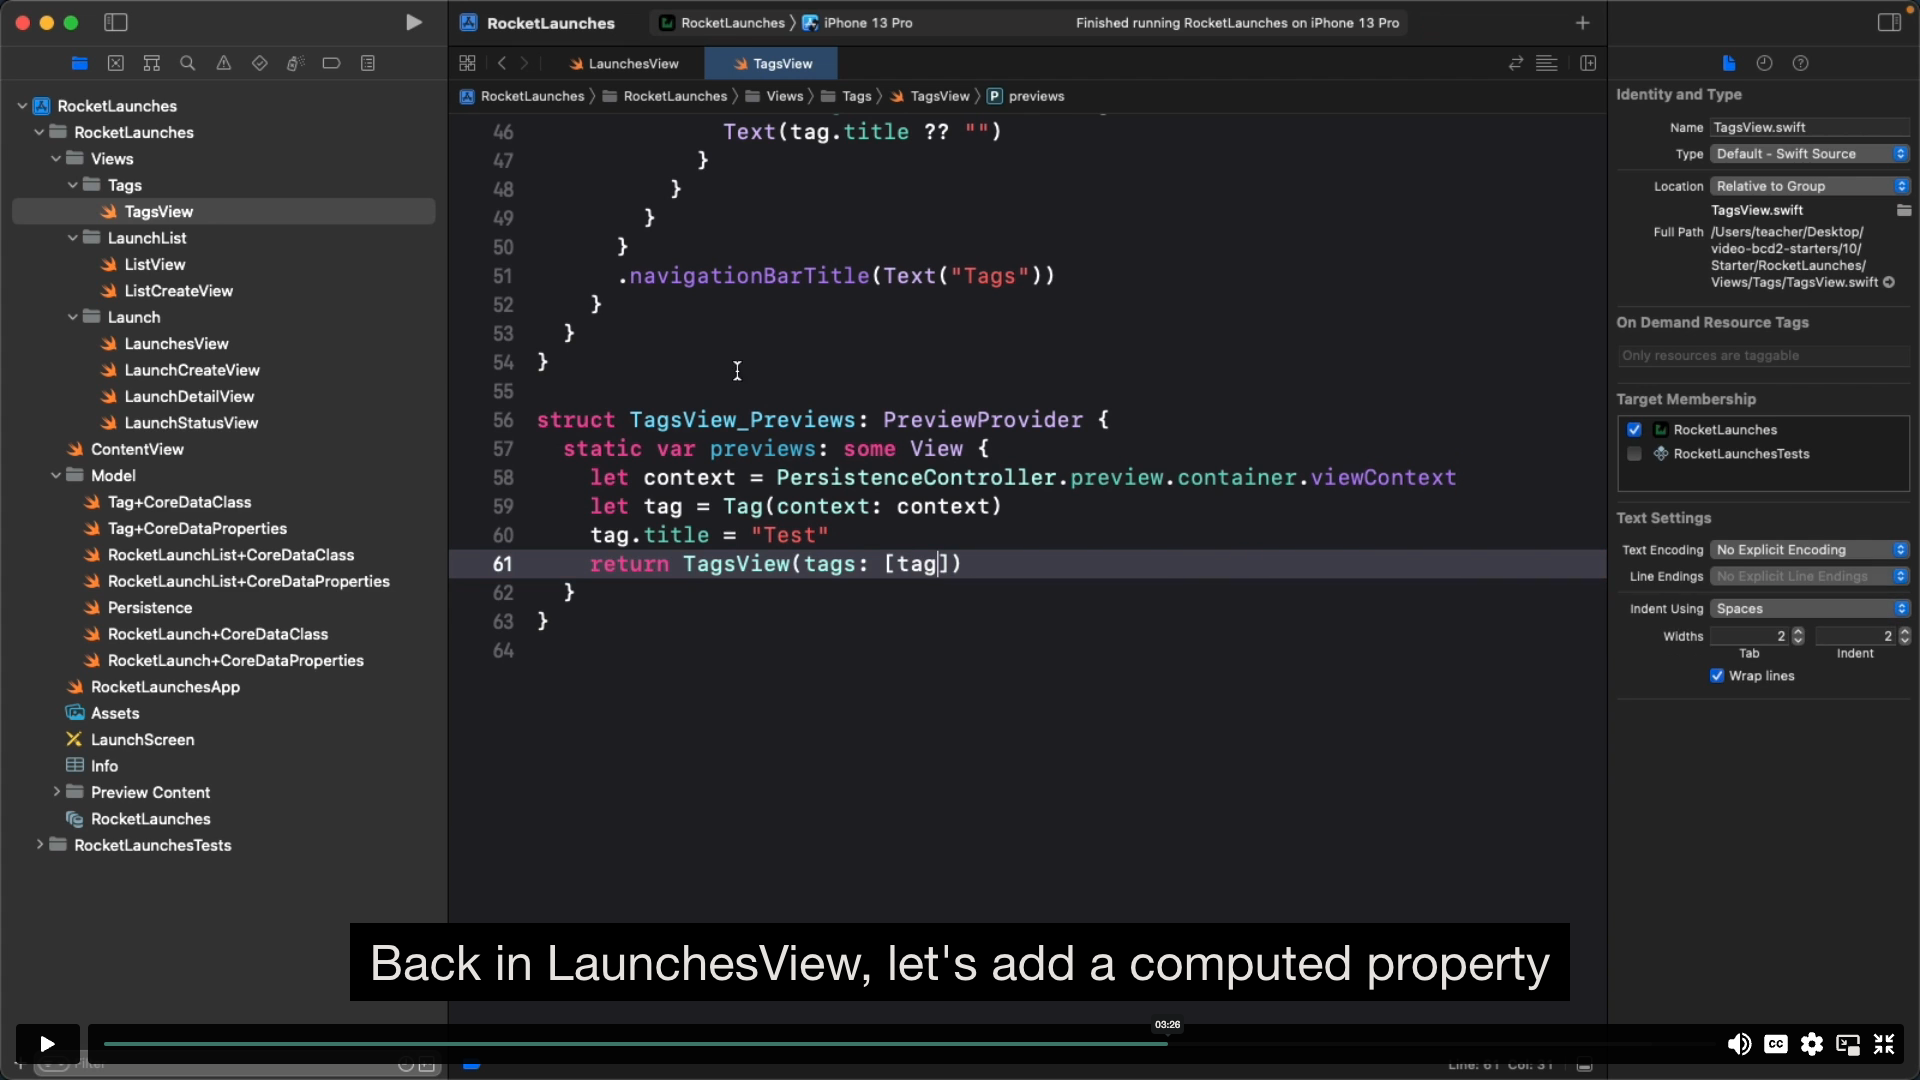 RocketLaunches
RocketLaunches 〉 iPhone 13 Pro
Finished running RocketLaunches on iPhone 13 Pro
LaunchesView
TagsView
RocketLaunches 〉 RocketLaunches 〉 Views 〉 Tags 〉 TagsView 〉 P previews
RocketLaunches
RocketLaunches
Views
Tags
TagsView
LaunchList
ListView
ListCreateView
Launch
LaunchesView
LaunchCreateView
LaunchDetailView
LaunchStatusView
ContentView
Model
Tag+CoreDataClass
Tag+CoreDataProperties
RocketLaunchList+CoreDataClass
RocketLaunchList+CoreDataProperties
Persistence
RocketLaunch+CoreDataClass
RocketLaunch+CoreDataProperties
RocketLaunchesApp
Assets
LaunchScreen
Info
Preview Content
RocketLaunches
RocketLaunchesTests
Filter
46 Text(tag.title ?? "")
47 }
48 }
49 }
50 }
51 .navigationBarTitle(Text("Tags"))
52 }
53 }
54 }
55
56 struct TagsView_Previews: PreviewProvider {
57 static var previews: some View {
58 let context = PersistenceController.preview.container.viewContext
59 let tag = Tag(context: context)
60 tag.title = "Test"
61 return TagsView(tags: [tag])
62 }
63 }
64
Identity and Type
Name TagsView.swift
Type Default - Swift Source
Location Relative to Group
TagsView.swift
Full Path /Users/teacher/Desktop/
video-bcd2-starters/10/
Starter/RocketLaunches/
Views/Tags/TagsView.swift
On Demand Resource Tags
Only resources are taggable
Target Membership
RocketLaunches
RocketLaunchesTests
Text Settings
Text Encoding No Explicit Encoding
Line Endings No Explicit Line Endings
Indent Using Spaces
Widths 2 2
Tab Indent
Wrap lines
Back in LaunchesView, let's add a computed property
03:26
CC
Line: 61 Col: 31